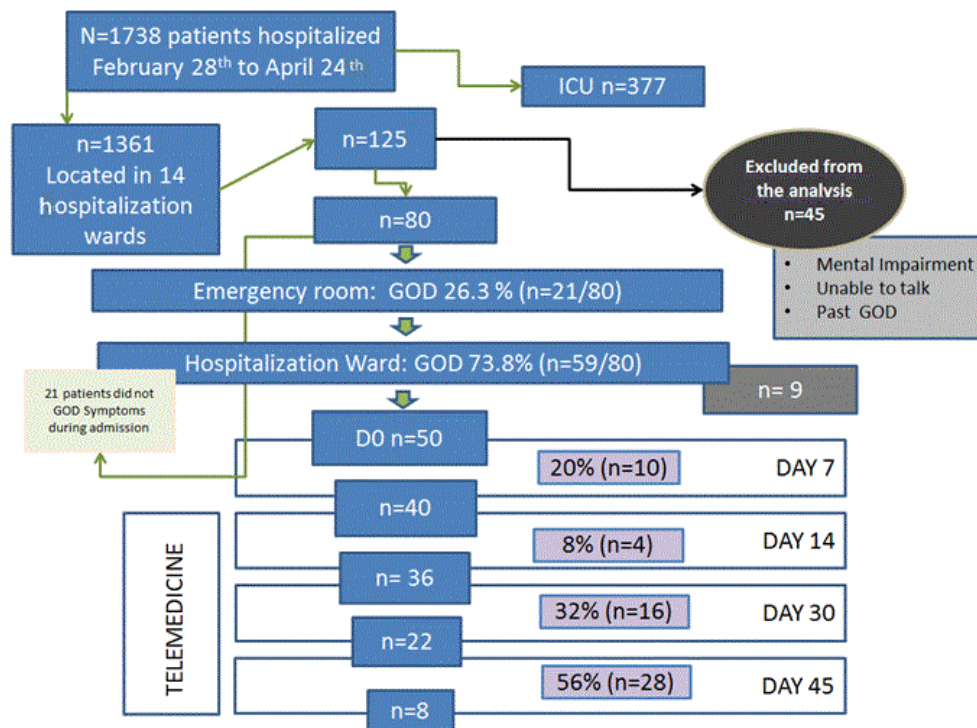 N=1738 patients hospitalized
February 28th to April 24th
ICU n=377
n=1361
Located in 14
hospitalization
wards
n=125
Excluded from
the analysis
n=45
n=80
• Mental Impairment
• Unable to talk
• Past GOD
Emergency room: GOD 26.3 % (n=21/80)
Hospitalization Ward: GOD 73.8% (n=59/80)
21 patients did not
GOD Symptoms
during admission
n= 9
D0 n=50
20% (n=10)
DAY 7
n=40
8% (n=4)
DAY 14
n= 36
32% (n=16)
DAY 30
n=22
56% (n=28)
DAY 45
n=8
TELEMEDICINE